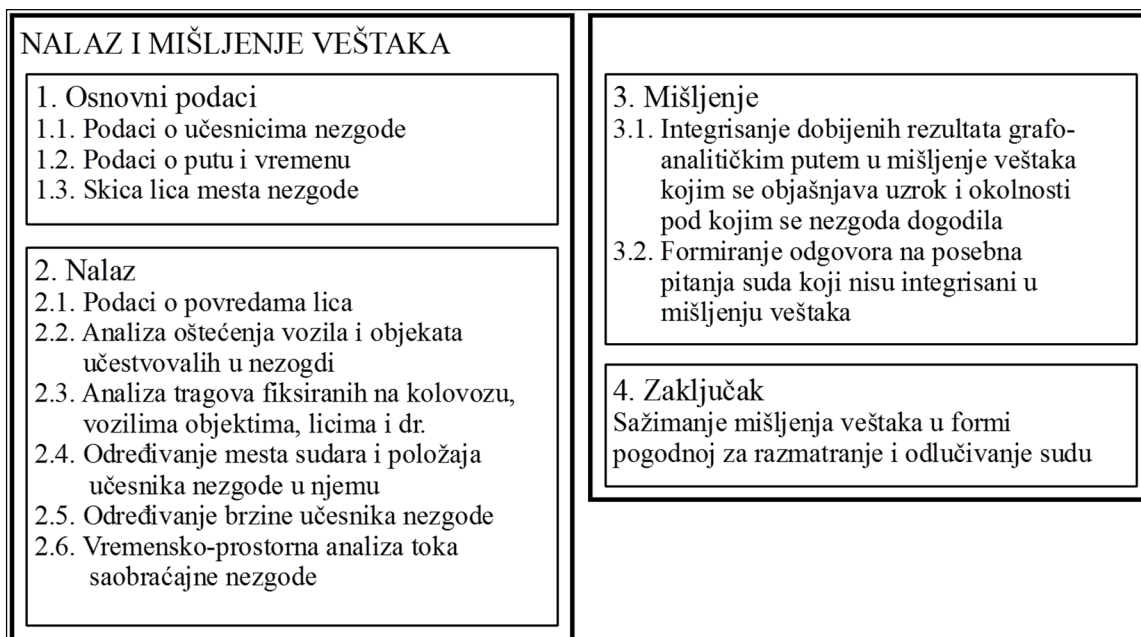 NALAZ I MIŠLJENJE VEŠTAKA
1. Osnovni podaci
1.1. Podaci o učesnicima nezgode
1.2. Podaci o putu i vremenu
1.3. Skica lica mesta nezgode
2. Nalaz
2.1. Podaci o povredama lica
2.2. Analiza oštećenja vozila i objekata
učestvovalih u nezogdi
2.3. Analiza tragova fiksiranih na kolovozu,
vozilima objektima, licima i dr.
2.4. Određivanje mesta sudara i položaja
učesnika nezgode u njemu
2.5. Određivanje brzine učesnika nezgode
2.6. Vremensko-prostorna analiza toka
saobraćajne nezgode
3. Mišljenje
3.1. Integrisanje dobijenih rezultata grafo-
analitičkim putem u mišljenje veštaka
kojim se objašnjava uzrok i okolnosti
pod kojim se nezgoda dogodila
3.2. Formiranje odgovora na posebna
pitanja suda koji nisu integrisani u
mišljenju veštaka
4. Zaključak
Sažimanje mišljenja veštaka u formi
pogodnoj za razmatranje i odlučivanje sudu